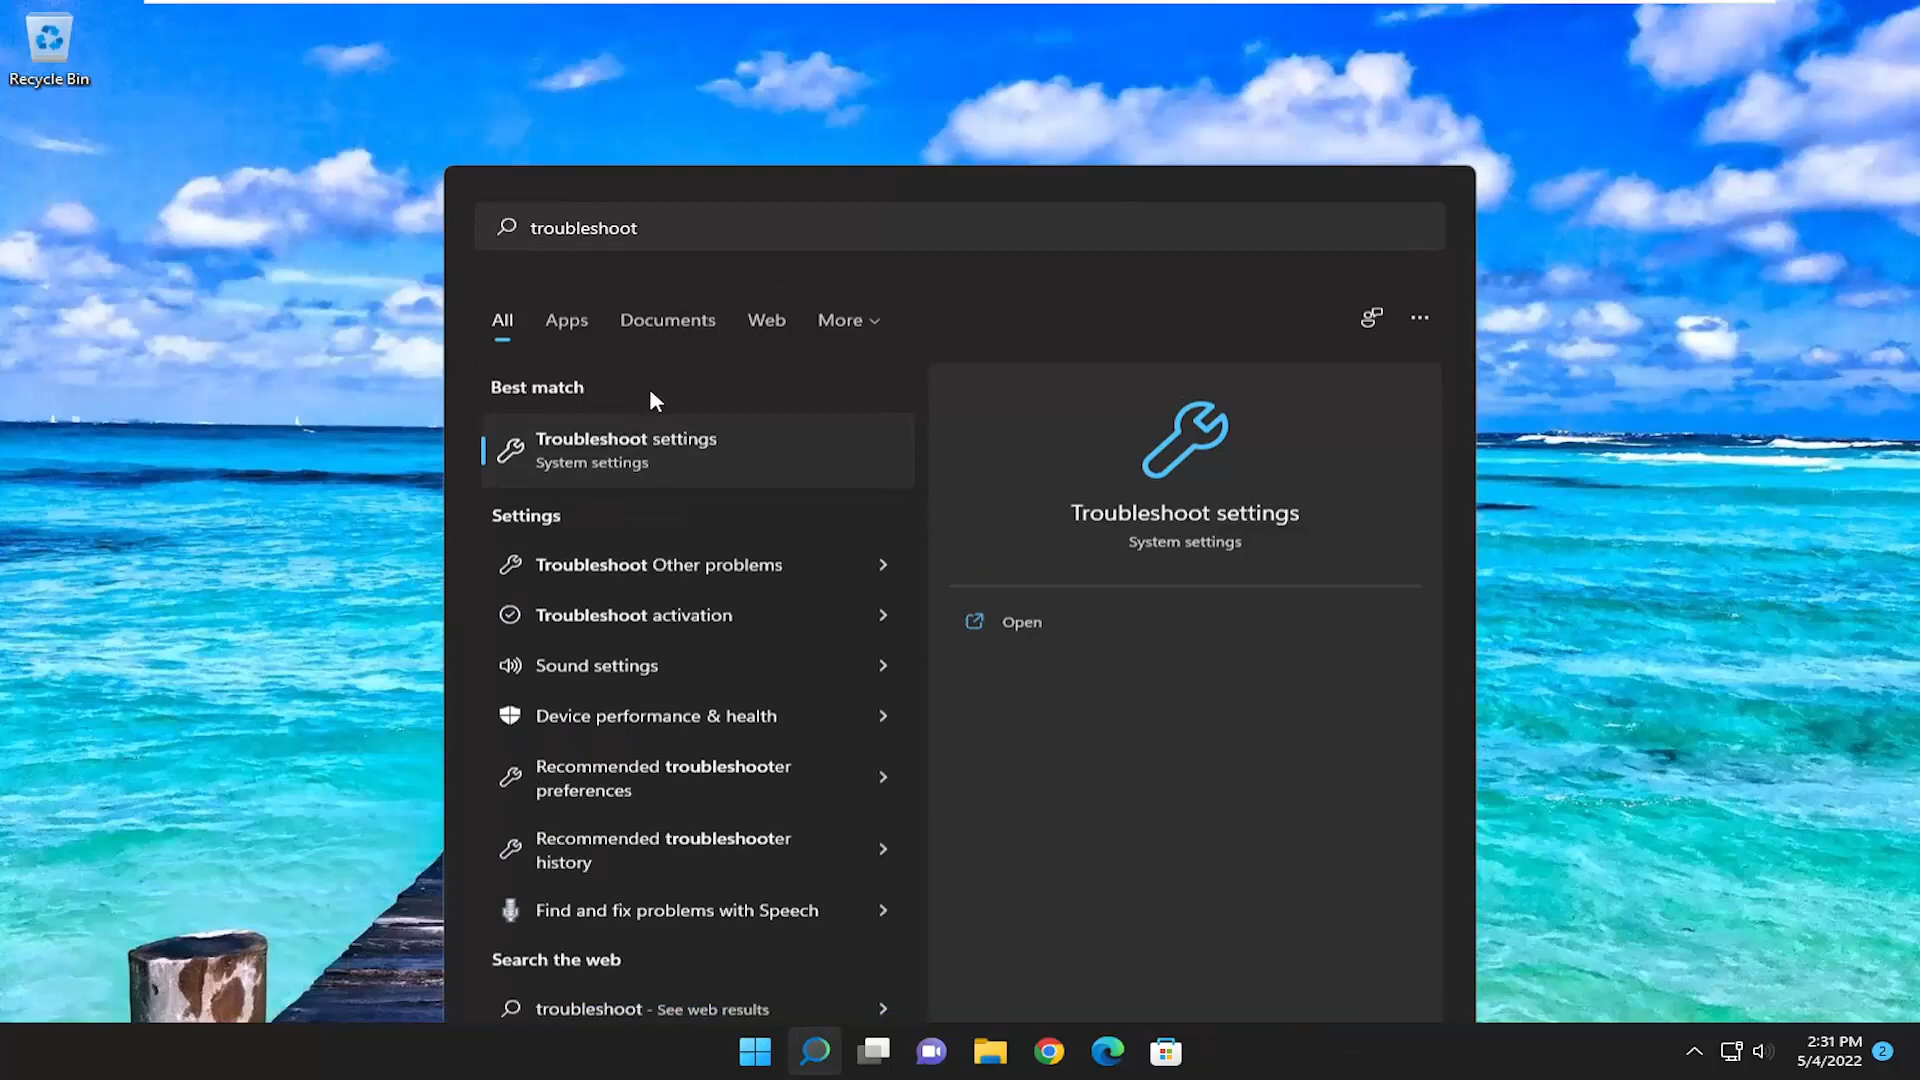 Recycle Bin
troubleshoot
All Apps Documents Web More
Best match
Troubleshoot settings
System settings
Settings
Troubleshoot Other problems
Troubleshoot activation
Sound settings
Device performance & health
Recommended troubleshooter
preferences
Recommended troubleshooter
history
Find and fix problems with Speech
Search the web
troubleshoot - See web results
Troubleshoot settings
System settings
Open
2:31 PM
5/4/2022
2